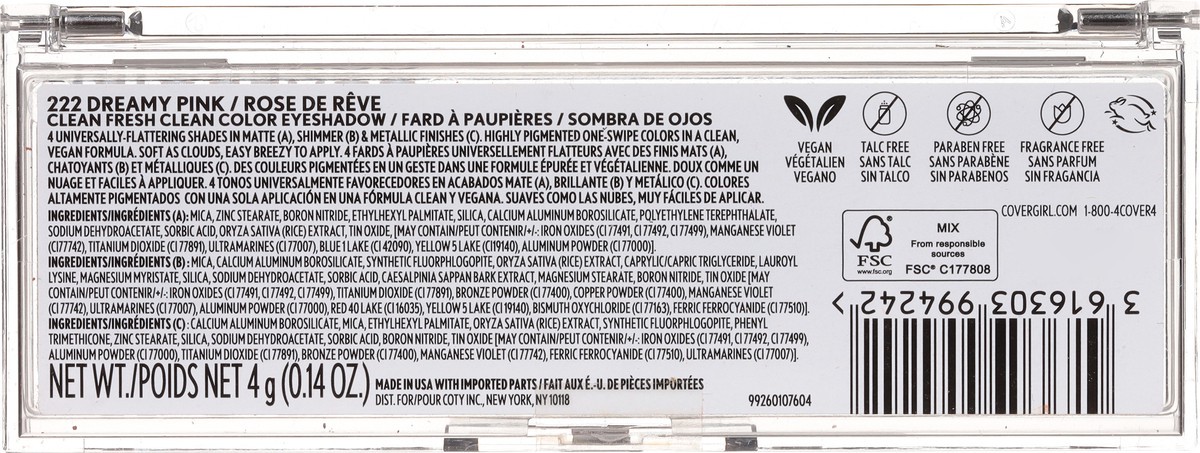 222 DREAMY PINK / ROSE DE RÊVE
CLEAN FRESH CLEAN COLOR EYESHADOW / FARD À PAUPIÈRES / SOMBRA DE OJOS
4 UNIVERSALLY-FLATTERING SHADES IN MATTE (A), SHIMMER (B) & METALLIC FINISHES (C). HIGHLY PIGMENTED ONE-SWIPE COLORS IN A CLEAN,
VEGAN FORMULA. SOFT AS CLOUDS, EASY BREEZY TO APPLY. 4 FARDS À PAUPIÈRES UNIVERSELLEMENT FLATTEURS AVEC DES FINIS MATS (A),
CHATOYANTS (B) ET MÉTALLIQUES (C). DES COULEURS PIGMENTÉES EN UN GESTE DANS UNE FORMULE ÉPURÉE ET VÉGÉTALIENNE. DOUX COMME UN
NUAGE ET FACILES À APPLIQUER. 4 TONOS UNIVERSALMENTE FAVORECEDORES EN ACABADOS MATE (A), BRILLANTE (B) Y METÁLICO (C). COLORES
ALTAMENTE PIGMENTADOS CON UNA SOLA APLICACIÓN EN UNA FÓRMULA CLEAN Y VEGANA. SUAVES COMO LAS NUBES, MUY FÁCILES DE APLICAR.
INGREDIENTS/INGRÉDIENTS (A): MICA, ZINC STEARATE, BORON NITRIDE, ETHYLHEXYL PALMITATE, SILICA, CALCIUM ALUMINUM BOROSILICATE, POLYETHYLENE TEREPHTHALATE,
SODIUM DEHYDROACETATE, SORBIC ACID, ORYZA SATIVA (RICE) EXTRACT, TIN OXIDE, [MAY CONTAIN/PEUT CONTENIR/+/-: IRON OXIDES (CI 77491, CI 77492, CI 77499), MANGANESE VIOLET
(CI77742), TITANIUM DIOXIDE (CI 77891), ULTRAMARINES (CI 77007), BLUE 1 LAKE (CI 42090), YELLOW 5 LAKE (CI19140), ALUMINUM POWDER (CI 77000)].
INGREDIENTS/INGRÉDIENTS (B) : MICA, CALCIUM ALUMINUM BOROSILICATE, SYNTHETIC FLUORPHLOGOPITE, ORYZA SATIVA (RICE) EXTRACT, CAPRYLIC/CAPRIC TRIGLYCERIDE, LAUROYL
LYSINE, MAGNESIUM MYRISTATE, SILICA, SODIUM DEHYDROACETATE, SORBIC ACID, CAESALPINIA SAPPAN BARK EXTRACT, MAGNESIUM STEARATE, BORON NITRIDE, TIN OXIDE [MAY
CONTAIN/PEUT CONTENIR/+/-: IRON OXIDES (CI 77491, CI 77492, CI 77499), TITANIUM DIOXIDE (CI 77891), BRONZE POWDER (CI 77400), COPPER POWDER (CI 77400), MANGANESE VIOLET
(CI 77742), ULTRAMARINES (CI 77007), ALUMINUM POWDER (CI 77000), RED 40 LAKE (CI 16035), YELLOW 5 LAKE (CI 19140), BISMUTH OXYCHLORIDE (CI 77163), FERRIC FERROCYANIDE (CI 77510)].
INGREDIENTS/INGRÉDIENTS (C) : CALCIUM ALUMINUM BOROSILICATE, MICA, ETHYLHEXYL PALMITATE, ORYZA SATIVA (RICE) EXTRACT, SYNTHETIC FLUORPHLOGOPITE, PHENYL
TRIMETHICONE, ZINC STEARATE, SILICA, SODIUM DEHYDROACETATE, SORBIC ACID, BORON NITRIDE, TIN OXIDE [MAY CONTAIN/PEUT CONTENIR/+/-: IRON OXIDES (CI 77491, CI 77492, CI 77499),
ALUMINUM POWDER (CI 77000), TITANIUM DIOXIDE (CI 77891), BRONZE POWDER (CI 77400), MANGANESE VIOLET (CI 77742), FERRIC FERROCYANIDE (CI 77510), ULTRAMARINES (CI 77007)].
NET WT./POIDS NET 4 g (0.14 OZ.)
MADE IN USA WITH IMPORTED PARTS / FAIT AUX É.-U. DE PIÈCES IMPORTÉES
DIST. FOR/POUR COTY INC., NEW YORK, NY 10118
99260107604
VEGAN
VÉGÉTALIEN
VEGANO
TALC FREE
SANS TALC
SIN TALCO
PARABEN FREE
SANS PARABÈNE
SIN PARABENOS
FRAGRANCE FREE
SANS PARFUM
SIN FRAGANCIA
COVERGIRL.COM 1-800-4COVER4
FSC
www.fsc.org
MIX
From responsible
sources
FSC® C177808
3 616303 994242 >